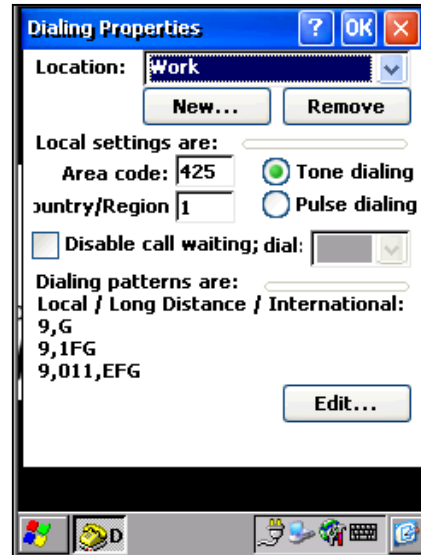 Dialing Properties ? OK ×
Location: Work
New... Remove
Local settings are:
Area code: 425 Tone dialing
ountry/Region 1 Pulse dialing
Disable call waiting; dial:
Dialing patterns are:
Local / Long Distance / International:
9,G
9,1FG
9,011,EFG
Edit...
D